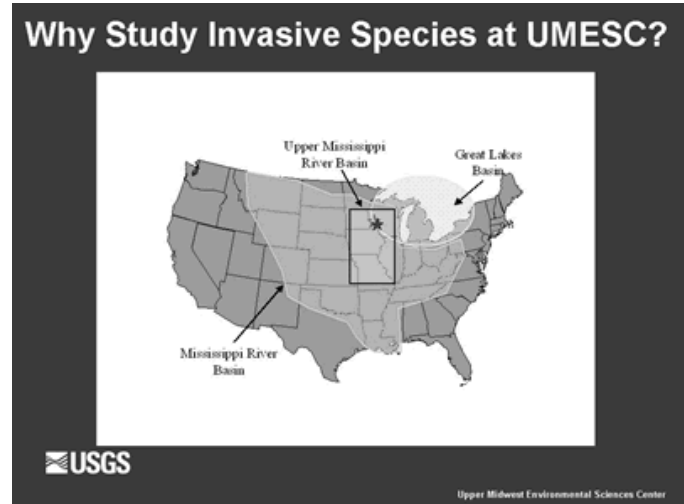 Why Study Invasive Species at UMESC?
Upper Mississippi
River Basin
Great Lakes
Basin
Mississippi River
Basin
USGS
Upper Midwest Environmental Sciences Center